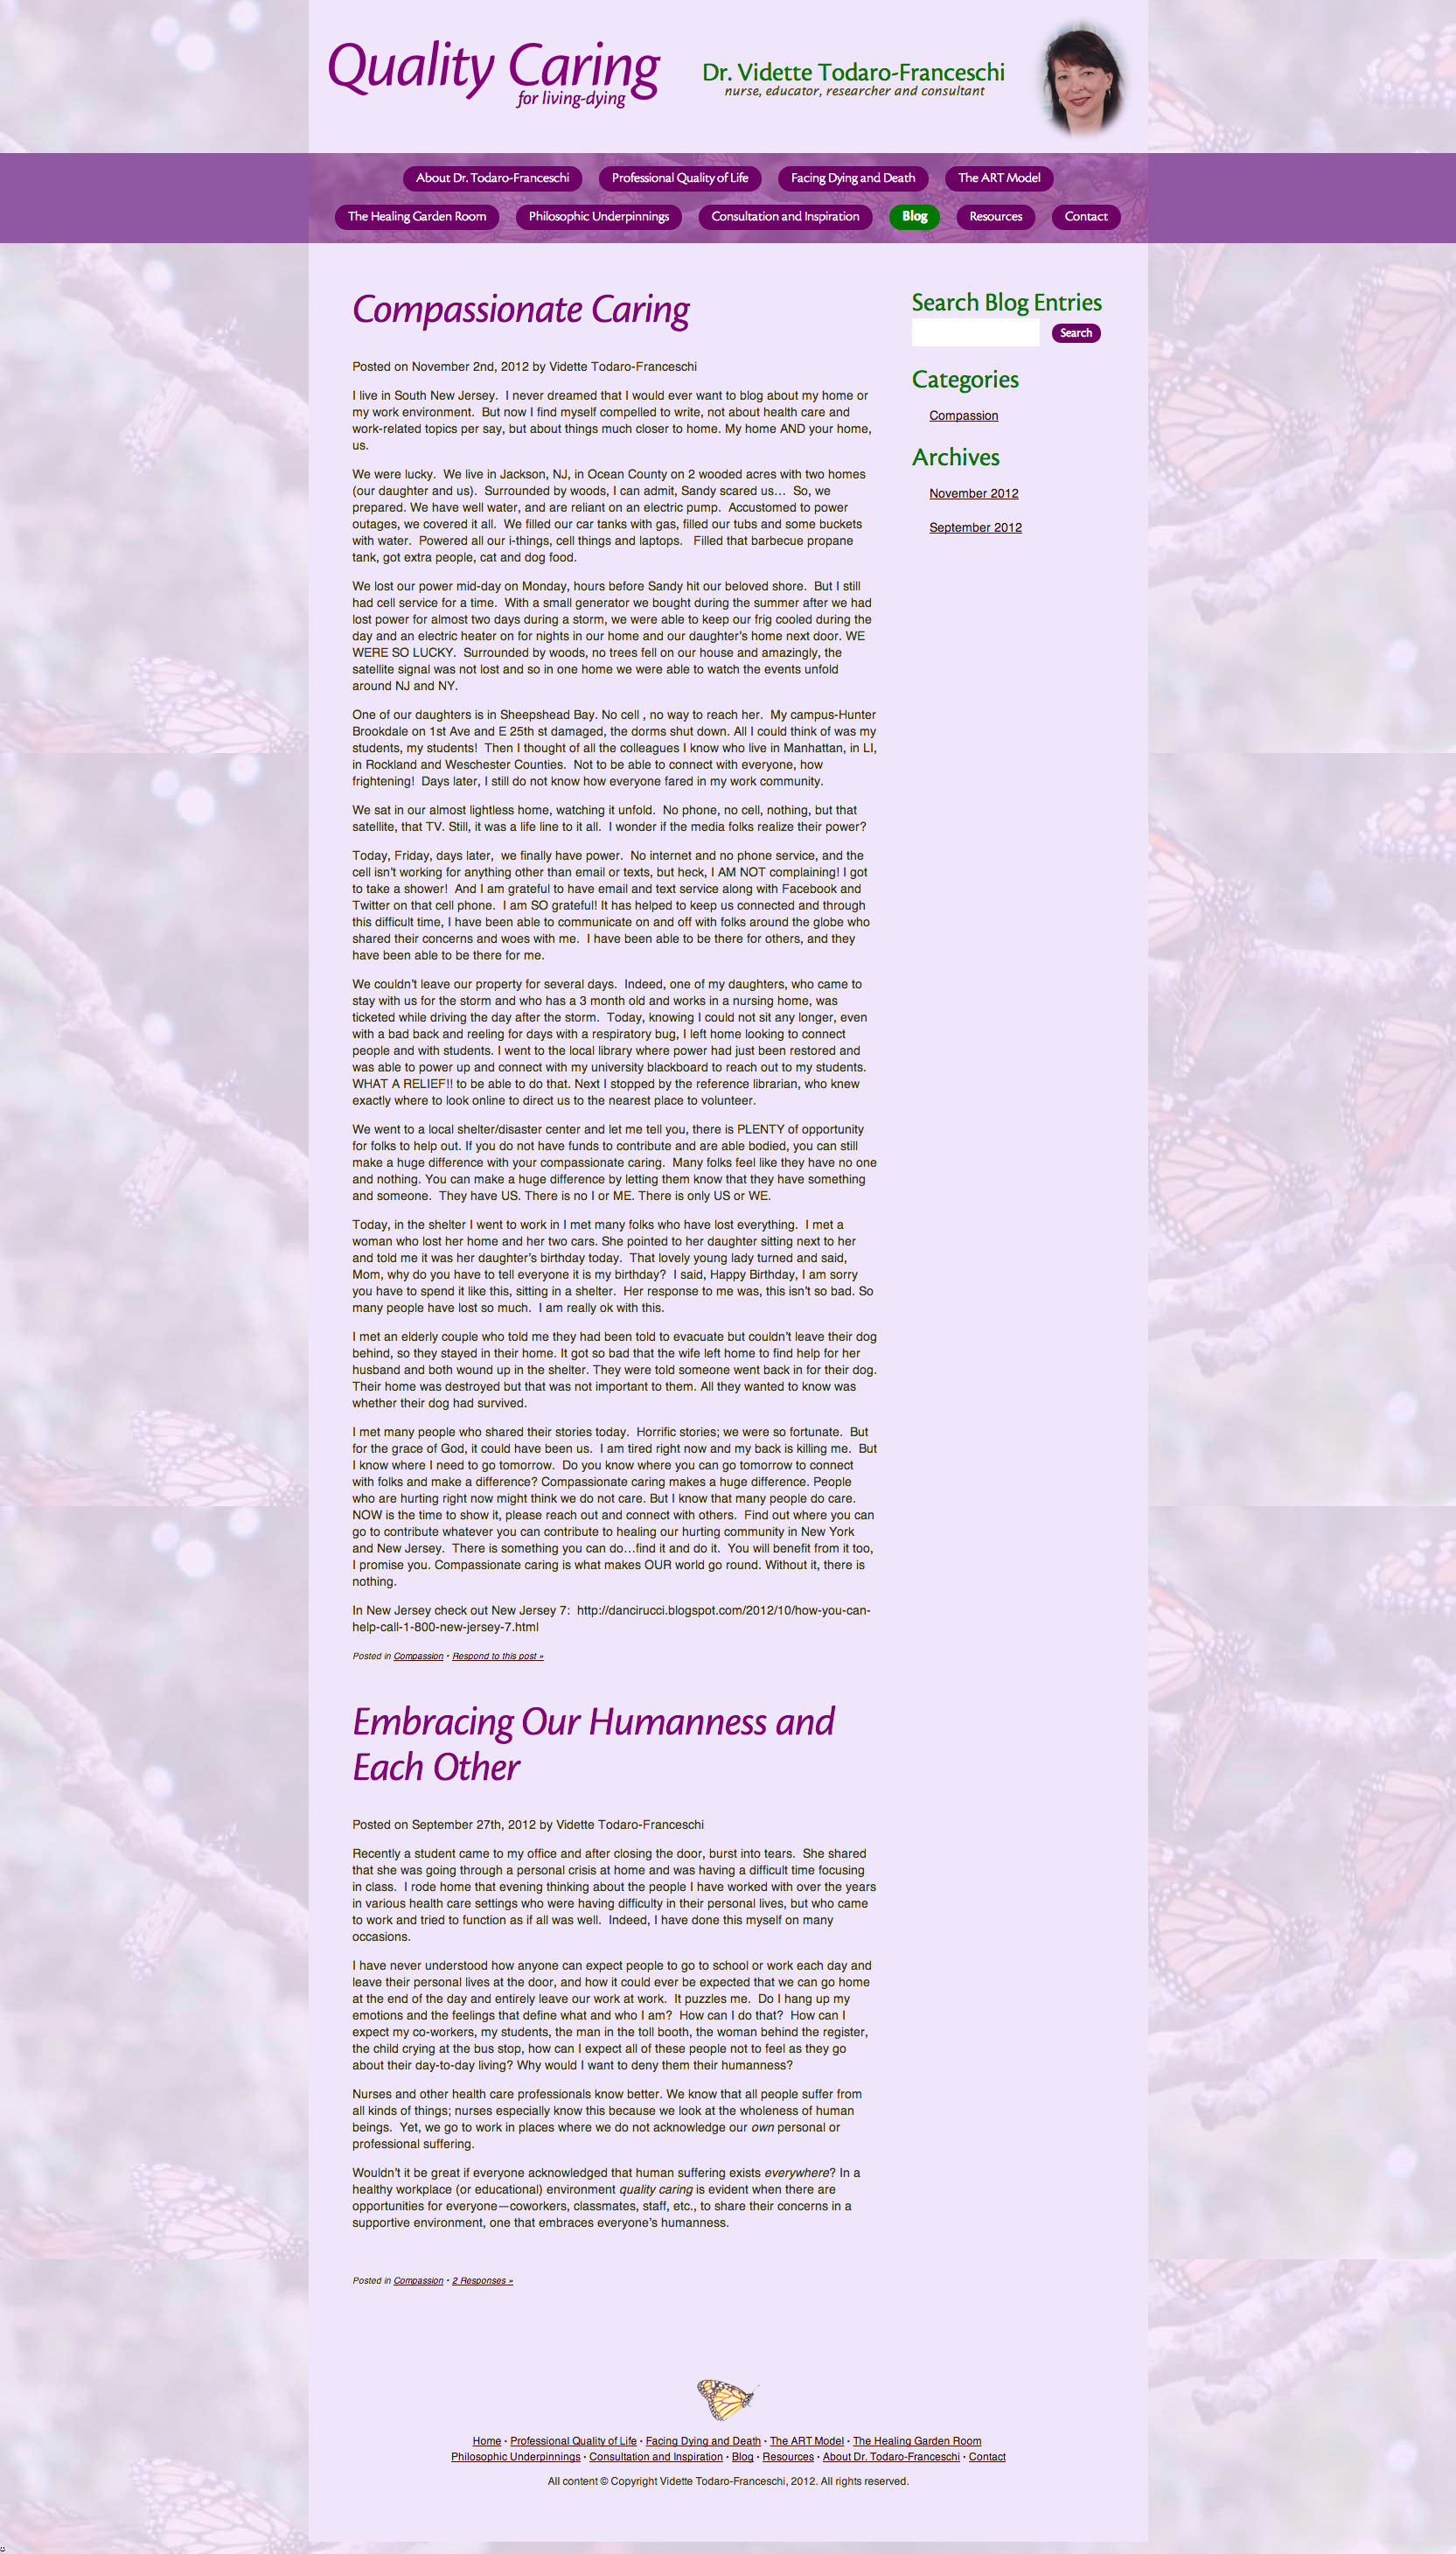 Quality Caring
for living-dying
Dr. Vidette Todaro-Franceschi
nurse, educator, researcher and consultant
About Dr. Todaro-Franceschi
Professional Quality of Life
Facing Dying and Death
The ART Model
The Healing Garden Room
Philosophic Underpinnings
Consultation and Inspiration
Blog
Resources
Contact
Compassionate Caring
Posted on November 2nd, 2012 by Vidette Todaro-Franceschi
I live in South New Jersey.  I never dreamed that I would ever want to blog about my home or
my work environment.  But now I find myself compelled to write, not about health care and
work-related topics per say, but about things much closer to home. My home AND your home,
us.
We were lucky.  We live in Jackson, NJ, in Ocean County on 2 wooded acres with two homes
(our daughter and us).  Surrounded by woods, I can admit, Sandy scared us…  So, we
prepared. We have well water, and are reliant on an electric pump.  Accustomed to power
outages, we covered it all.  We filled our car tanks with gas, filled our tubs and some buckets
with water.  Powered all our i-things, cell things and laptops.   Filled that barbecue propane
tank, got extra people, cat and dog food.
We lost our power mid-day on Monday, hours before Sandy hit our beloved shore.  But I still
had cell service for a time.  With a small generator we bought during the summer after we had
lost power for almost two days during a storm, we were able to keep our frig cooled during the
day and an electric heater on for nights in our home and our daughter’s home next door. WE
WERE SO LUCKY.  Surrounded by woods, no trees fell on our house and amazingly, the
satellite signal was not lost and so in one home we were able to watch the events unfold
around NJ and NY.
One of our daughters is in Sheepshead Bay. No cell , no way to reach her.  My campus-Hunter
Brookdale on 1st Ave and E 25th st damaged, the dorms shut down. All I could think of was my
students, my students!  Then I thought of all the colleagues I know who live in Manhattan, in LI,
in Rockland and Weschester Counties.  Not to be able to connect with everyone, how
frightening!  Days later, I still do not know how everyone fared in my work community.
We sat in our almost lightless home, watching it unfold.  No phone, no cell, nothing, but that
satellite, that TV. Still, it was a life line to it all.  I wonder if the media folks realize their power?
Today, Friday, days later,  we finally have power.  No internet and no phone service, and the
cell isn’t working for anything other than email or texts, but heck, I AM NOT complaining! I got
to take a shower!  And I am grateful to have email and text service along with Facebook and
Twitter on that cell phone.  I am SO grateful! It has helped to keep us connected and through
this difficult time, I have been able to communicate on and off with folks around the globe who
shared their concerns and woes with me.  I have been able to be there for others, and they
have been able to be there for me.
We couldn’t leave our property for several days.  Indeed, one of my daughters, who came to
stay with us for the storm and who has a 3 month old and works in a nursing home, was
ticketed while driving the day after the storm.  Today, knowing I could not sit any longer, even
with a bad back and reeling for days with a respiratory bug, I left home looking to connect
people and with students. I went to the local library where power had just been restored and
was able to power up and connect with my university blackboard to reach out to my students.
WHAT A RELIEF!! to be able to do that. Next I stopped by the reference librarian, who knew
exactly where to look online to direct us to the nearest place to volunteer.
We went to a local shelter/disaster center and let me tell you, there is PLENTY of opportunity
for folks to help out. If you do not have funds to contribute and are able bodied, you can still
make a huge difference with your compassionate caring.  Many folks feel like they have no one
and nothing. You can make a huge difference by letting them know that they have something
and someone.  They have US. There is no I or ME. There is only US or WE.
Today, in the shelter I went to work in I met many folks who have lost everything.  I met a
woman who lost her home and her two cars. She pointed to her daughter sitting next to her
and told me it was her daughter’s birthday today.  That lovely young lady turned and said,
Mom, why do you have to tell everyone it is my birthday?  I said, Happy Birthday, I am sorry
you have to spend it like this, sitting in a shelter.  Her response to me was, this isn’t so bad. So
many people have lost so much.  I am really ok with this.
I met an elderly couple who told me they had been told to evacuate but couldn’t leave their dog
behind, so they stayed in their home. It got so bad that the wife left home to find help for her
husband and both wound up in the shelter. They were told someone went back in for their dog.
Their home was destroyed but that was not important to them. All they wanted to know was
whether their dog had survived.
I met many people who shared their stories today.  Horrific stories; we were so fortunate.  But
for the grace of God, it could have been us.  I am tired right now and my back is killing me.  But
I know where I need to go tomorrow.  Do you know where you can go tomorrow to connect
with folks and make a difference? Compassionate caring makes a huge difference. People
who are hurting right now might think we do not care. But I know that many people do care.
NOW is the time to show it, please reach out and connect with others.  Find out where you can
go to contribute whatever you can contribute to healing our hurting community in New York
and New Jersey.  There is something you can do…find it and do it.  You will benefit from it too,
I promise you. Compassionate caring is what makes OUR world go round. Without it, there is
nothing.
In New Jersey check out New Jersey 7:  http://dancirucci.blogspot.com/2012/10/how-you-can-
help-call-1-800-new-jersey-7.html
Posted in Compassion • Respond to this post »
Embracing Our Humanness and
Each Other
Posted on September 27th, 2012 by Vidette Todaro-Franceschi
Recently a student came to my office and after closing the door, burst into tears.  She shared
that she was going through a personal crisis at home and was having a difficult time focusing
in class.  I rode home that evening thinking about the people I have worked with over the years
in various health care settings who were having difficulty in their personal lives, but who came
to work and tried to function as if all was well.  Indeed, I have done this myself on many
occasions.
I have never understood how anyone can expect people to go to school or work each day and
leave their personal lives at the door, and how it could ever be expected that we can go home
at the end of the day and entirely leave our work at work.  It puzzles me.  Do I hang up my
emotions and the feelings that define what and who I am?  How can I do that?  How can I
expect my co-workers, my students, the man in the toll booth, the woman behind the register,
the child crying at the bus stop, how can I expect all of these people not to feel as they go
about their day-to-day living? Why would I want to deny them their humanness?
Nurses and other health care professionals know better. We know that all people suffer from
all kinds of things; nurses especially know this because we look at the wholeness of human
beings.  Yet, we go to work in places where we do not acknowledge our own personal or
professional suffering.
Wouldn’t it be great if everyone acknowledged that human suffering exists everywhere? In a
healthy workplace (or educational) environment quality caring is evident when there are
opportunities for everyone—coworkers, classmates, staff, etc., to share their concerns in a
supportive environment, one that embraces everyone’s humanness.
Posted in Compassion • 2 Responses »
Search Blog Entries
Search
Categories
Compassion
Archives
November 2012
September 2012
Home • Professional Quality of Life • Facing Dying and Death • The ART Model • The Healing Garden Room
Philosophic Underpinnings • Consultation and Inspiration • Blog • Resources • About Dr. Todaro-Franceschi • Contact
All content © Copyright Vidette Todaro-Franceschi, 2012. All rights reserved.